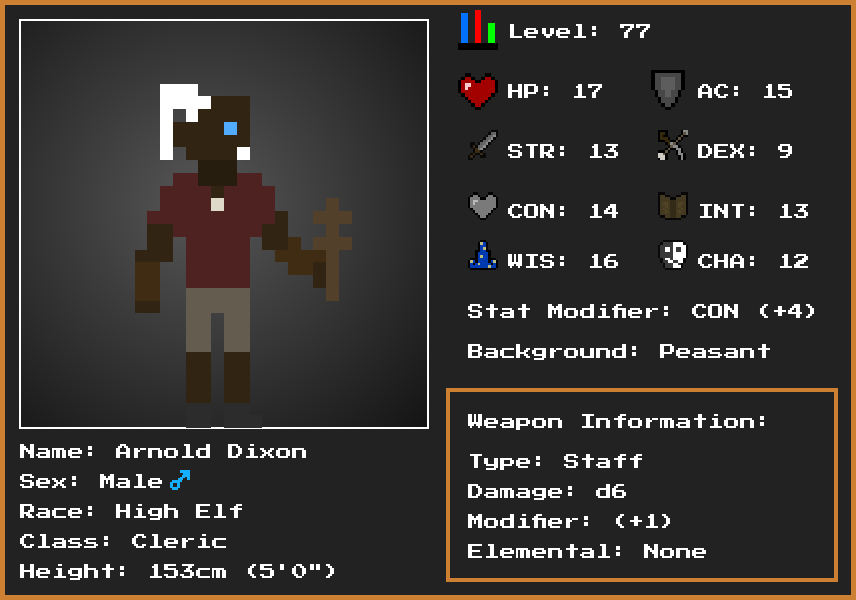 Level: 77
HP: 17 AC: 15
STR: 13 DEX: 9
CON: 14 INT: 13
WIS: 16 CHA: 12
Stat Modifier: CON (+4)
Background: Peasant
Weapon Information:
Type: Staff
Damage: d6
Modifier: (+1)
Elemental: None
Name: Arnold Dixon
Sex: Male♂
Race: High Elf
Class: Cleric
Height: 153cm (5'0")